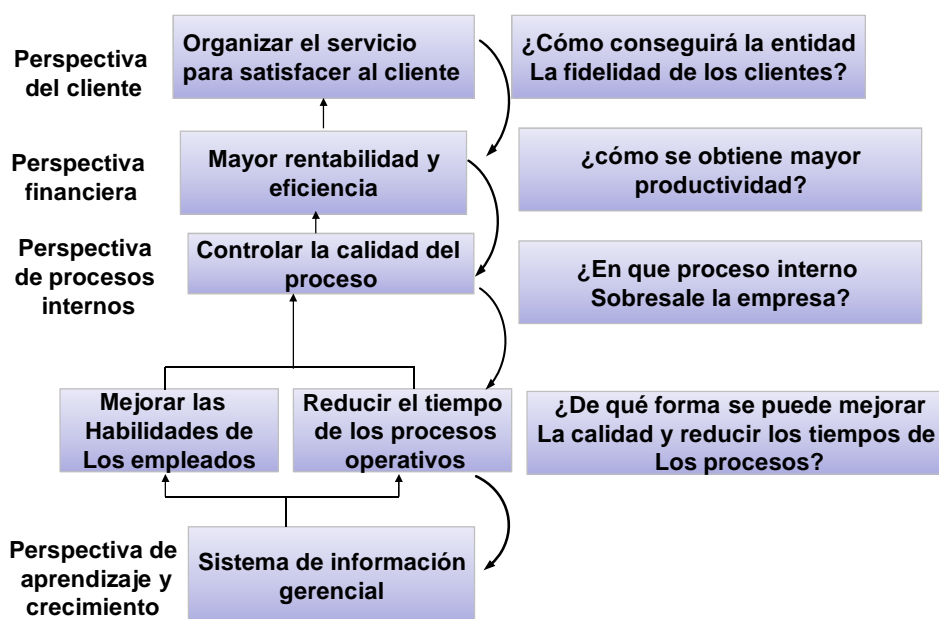 Perspectiva
del cliente
Organizar el servicio
para satisfacer al cliente
¿Cómo conseguirá la entidad
La fidelidad de los clientes?
Perspectiva
financiera
Mayor rentabilidad y
eficiencia
¿cómo se obtiene mayor
productividad?
Perspectiva
de procesos
internos
Controlar la calidad del
proceso
¿En que proceso interno
Sobresale la empresa?
Mejorar las
Habilidades de
Los empleados
Reducir el tiempo
de los procesos
operativos
¿De qué forma se puede mejorar
La calidad y reducir los tiempos de
Los procesos?
Perspectiva de
aprendizaje y
crecimiento
Sistema de información
gerencial